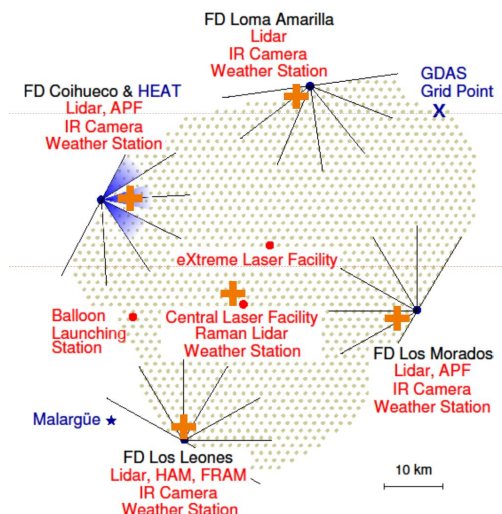 FD Loma Amarilla
Lidar
IR Camera
Weather Station
GDAS
Grid Point
FD Coihueco & HEAT
Lidar, APF
IR Camera
Weather Station
eXtreme Laser Facility
Balloon
Launching
Station
Central Laser Facility
Raman Lidar
Weather Station
FD Los Morados
Lidar, APF
IR Camera
Weather Station
Malargüe
FD Los Leones
Lidar, HAM, FRAM
IR Camera
Weather Station
10 km